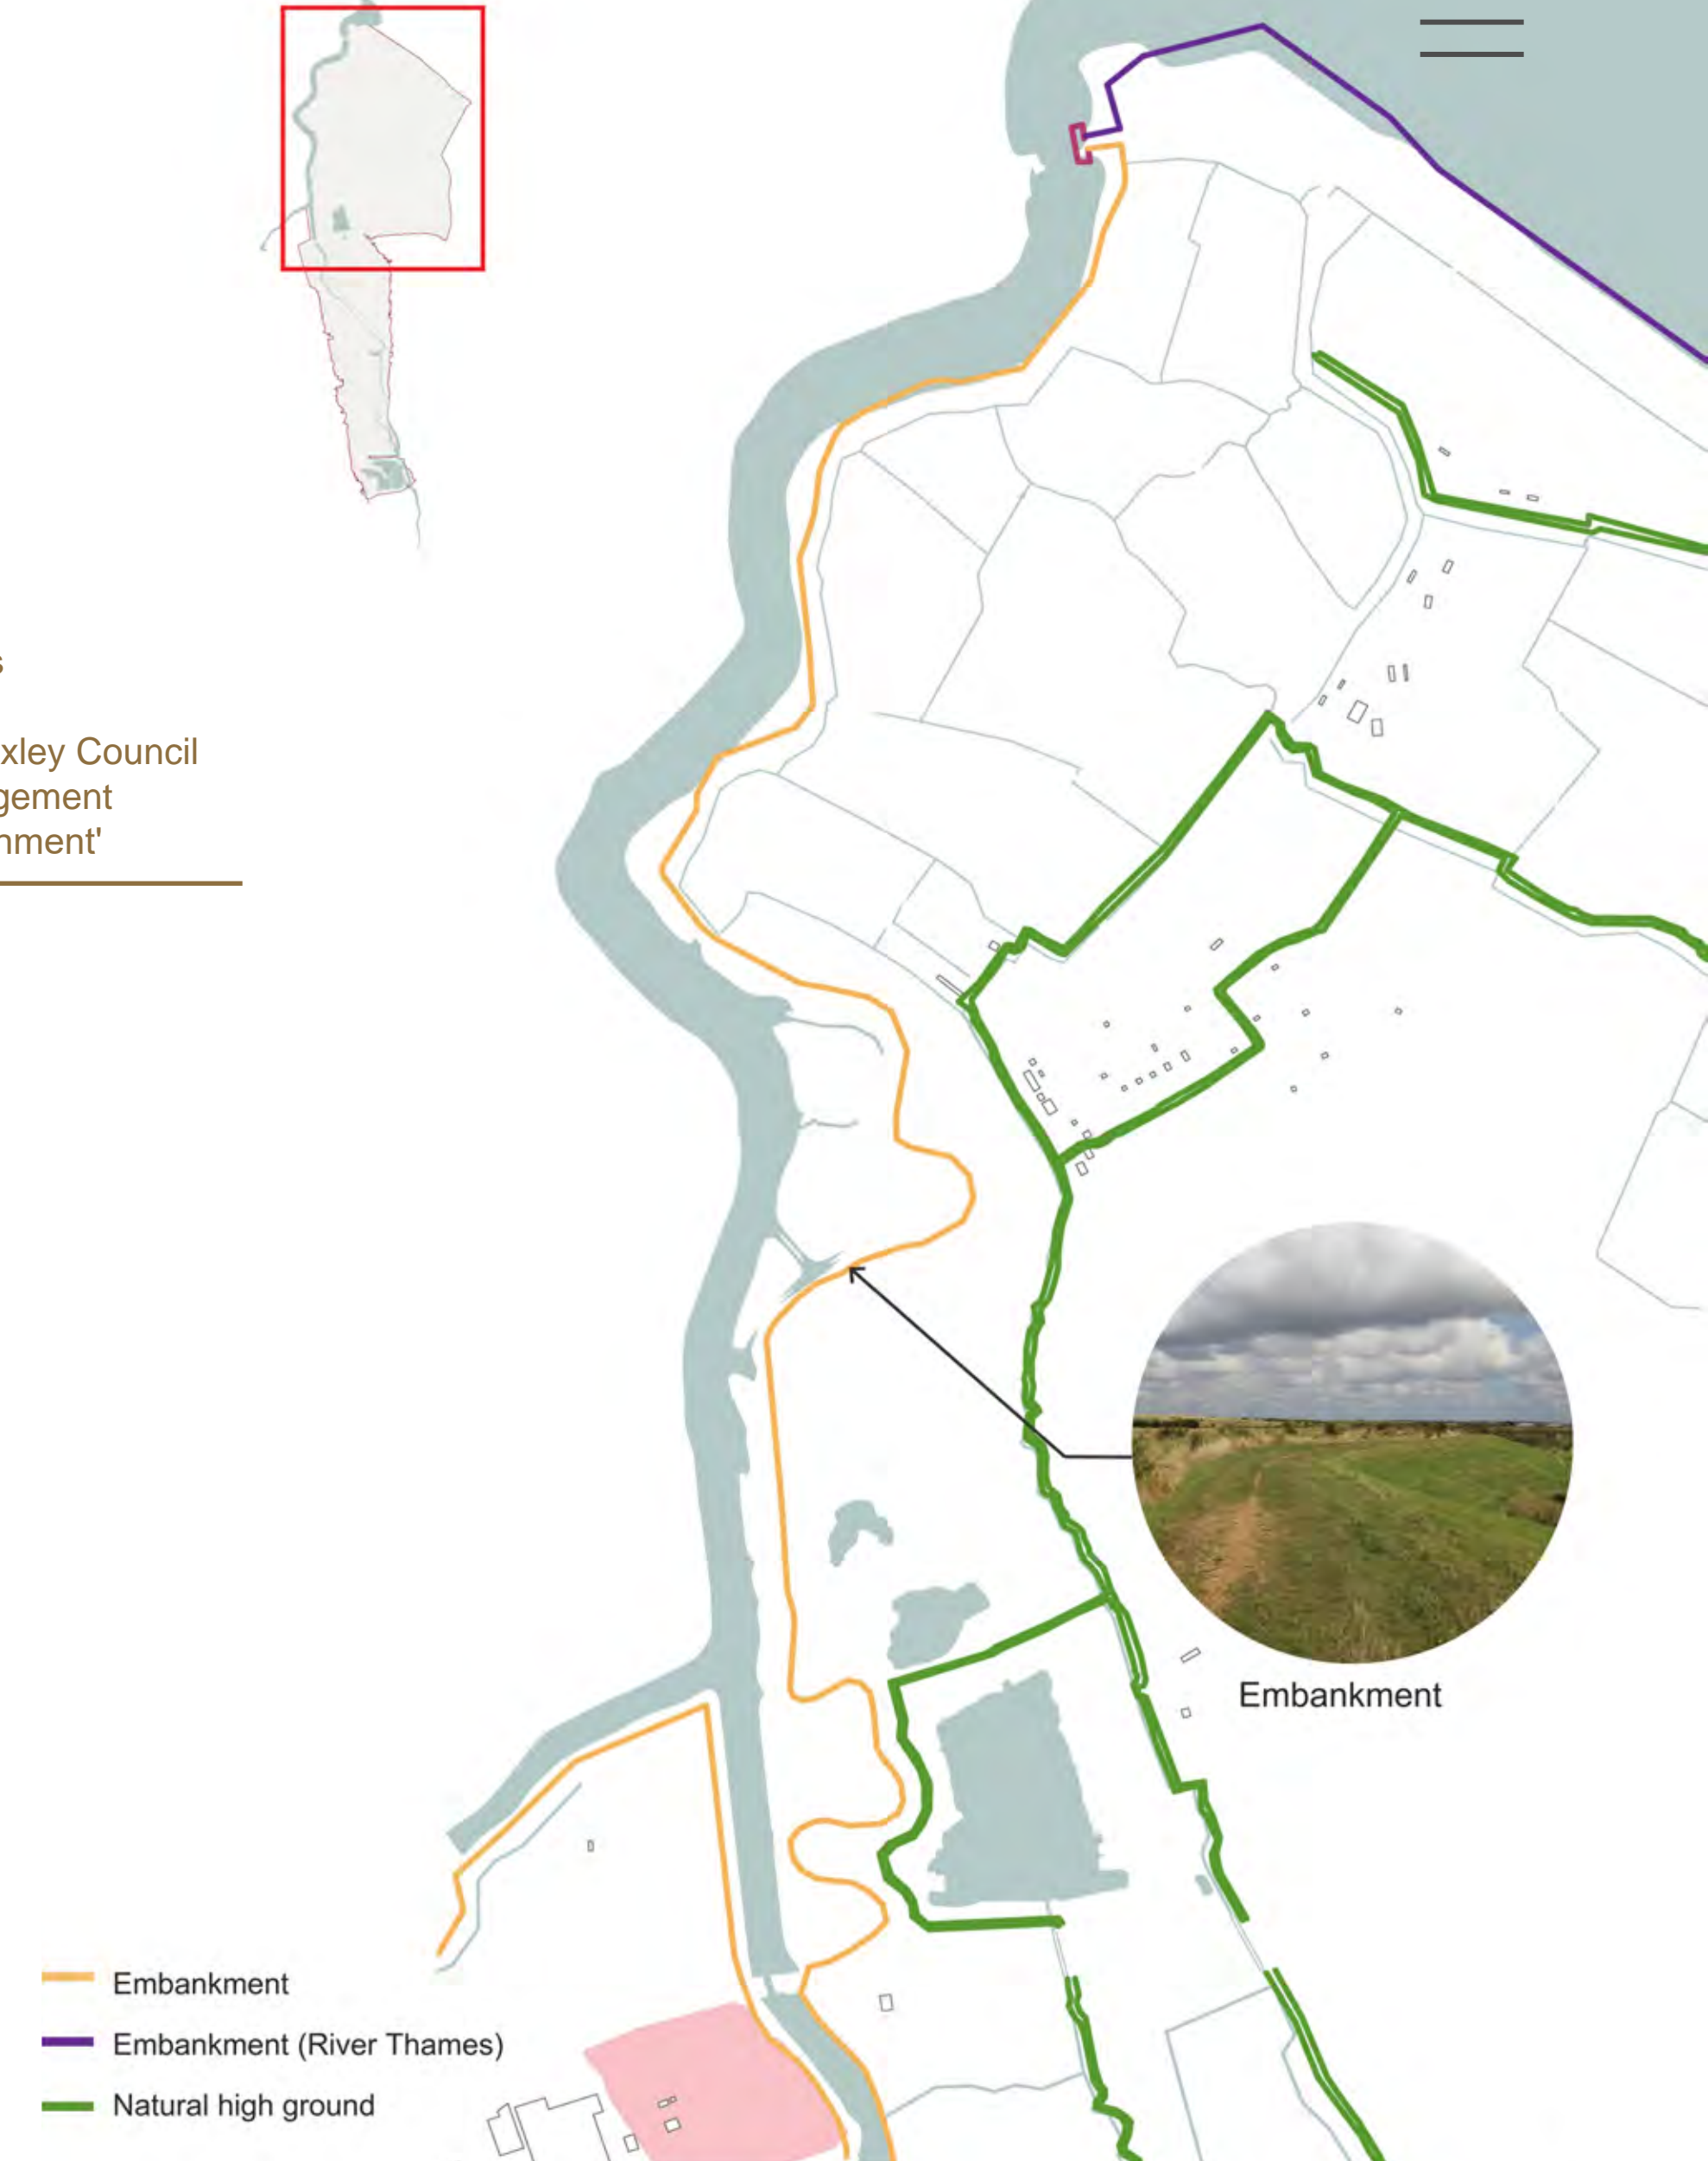 s
xley Council
gement
nment'
Embankment
Embankment
Embankment (River Thames)
Natural high ground